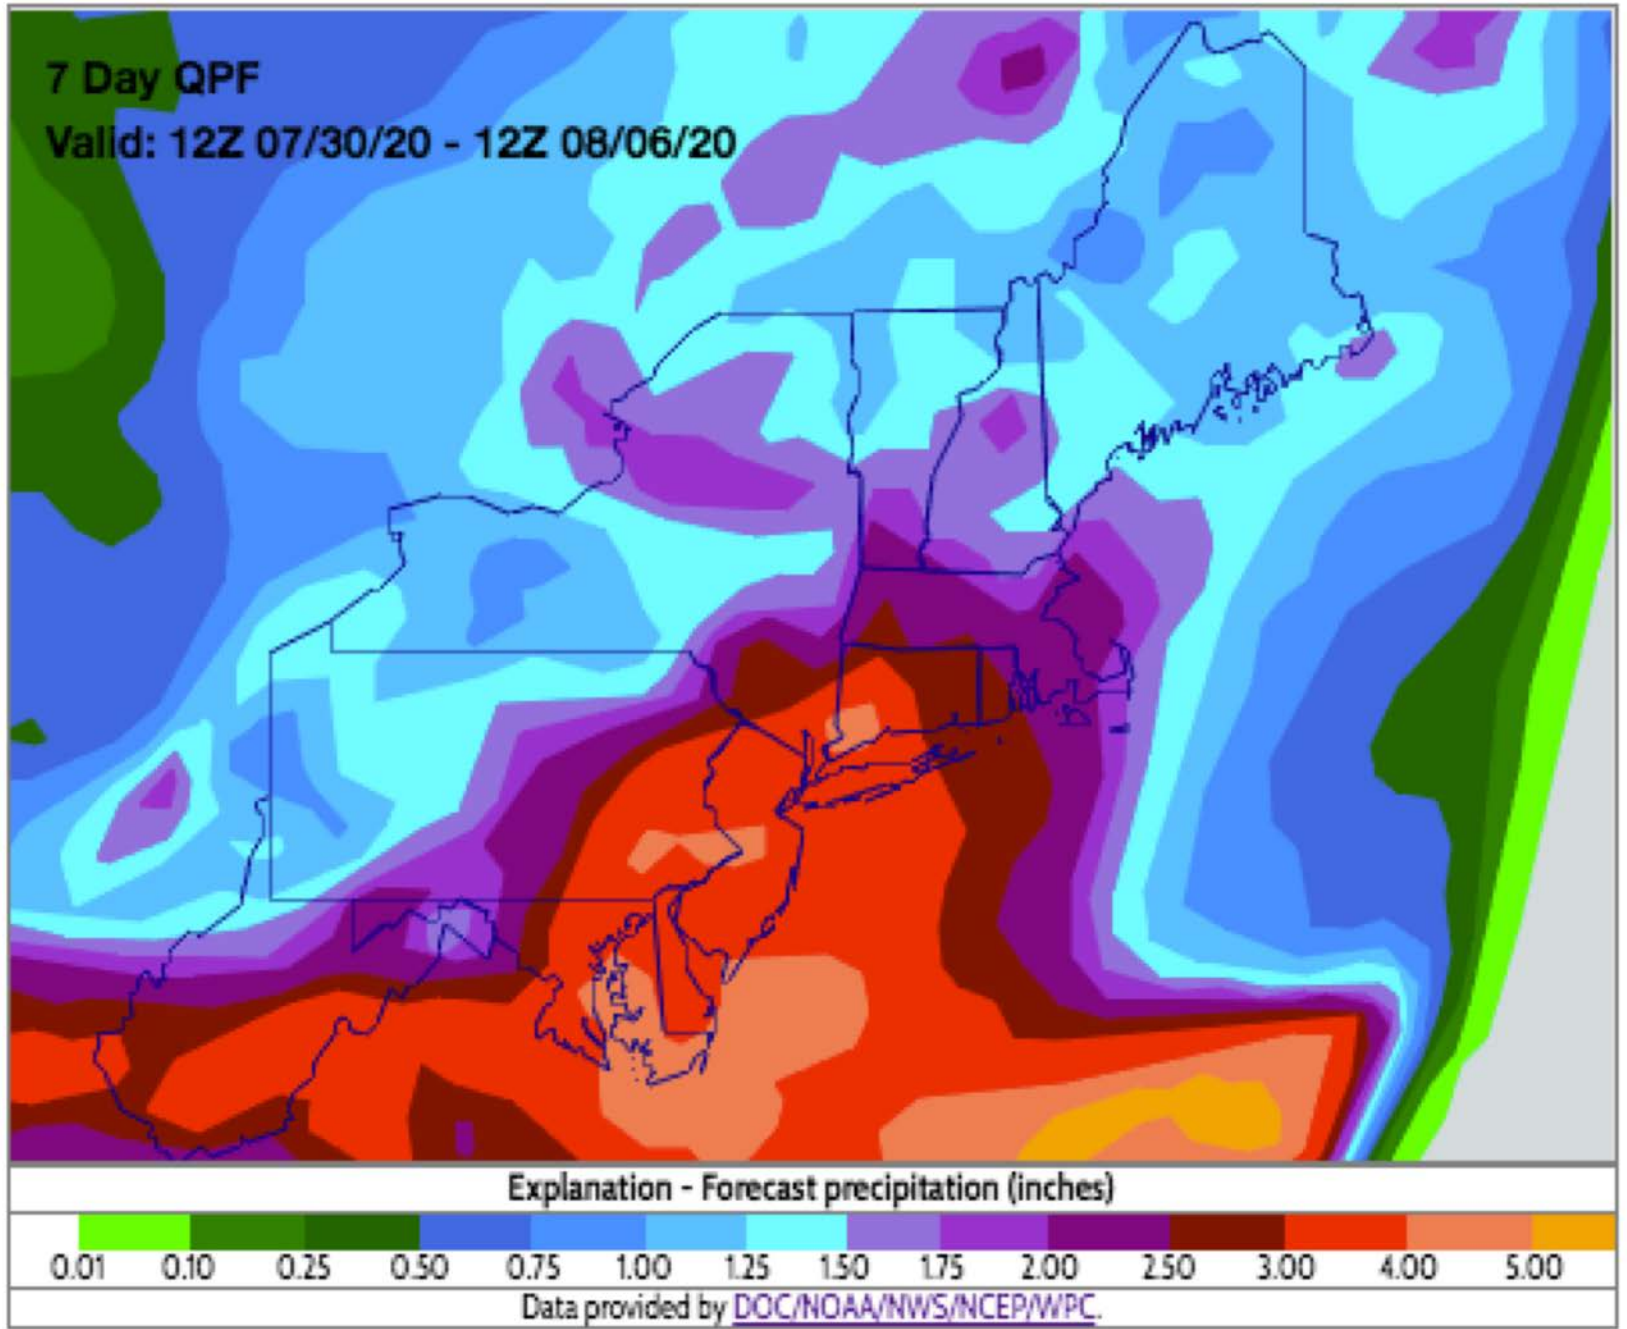 7 Day QPF
Valid: 12Z 07/30/20 - 12Z 08/06/20
Explanation - Forecast precipitation (inches)
0.01 0.10 0.25 0.50 0.75 1.00 1.25 1.50 1.75 2.00 2.50 3.00 4.00 5.00
Data provided by DOC/NOAA/NWS/NCEP/WPC.